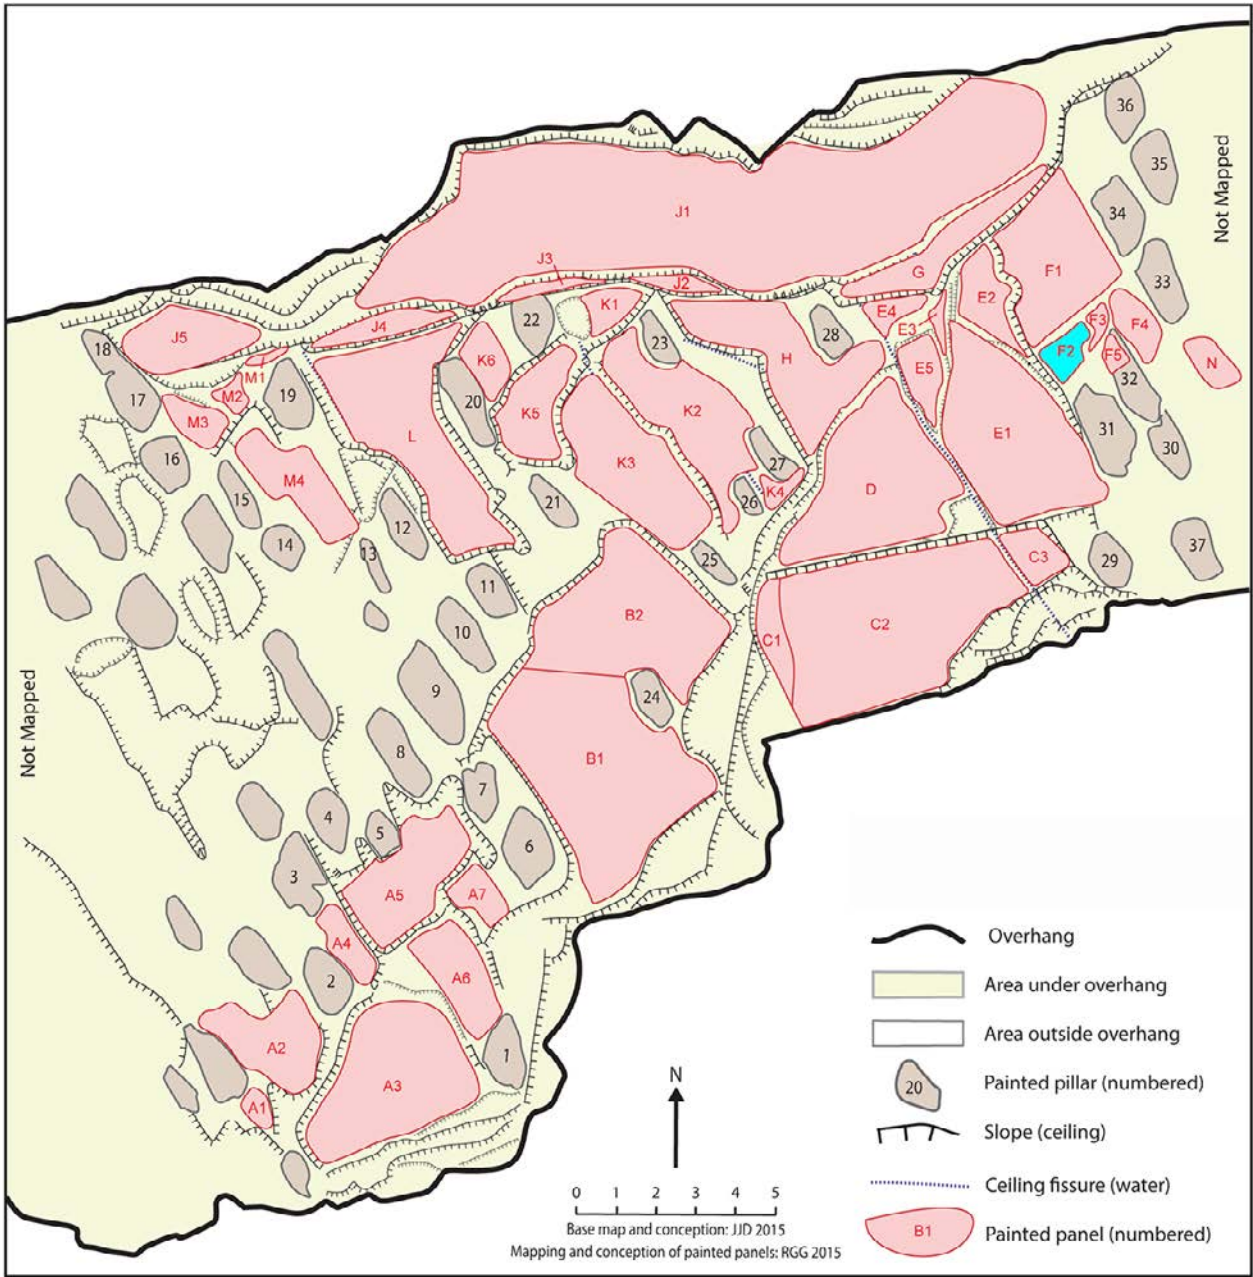 36
35
Not Mapped
34
33
J1
J3
J2
G
F1
E2
K1
22
28
E4
E3
23
F3
F4
F2
F5
N
J5
J4
18
M1
M2
19
K6
H
E5
32
17
M3
20
K5
K2
L
K3
E1
31
30
16
M4
15
27
26
K4
D
21
12
14
13
25
C3
29
37
11
B2
C1
C2
10
9
24
8
B1
Not Mapped
7
4
5
6
3
A5
A7
A4
2
A6
A2
1
A3
A1
Overhang
Area under overhang
Area outside overhang
20
Painted pillar (numbered)
Slope (ceiling)
Ceiling fissure (water)
B1
Painted panel (numbered)
N
0 1 2 3 4 5
Base map and conception: JJD 2015
Mapping and conception of painted panels: RGG 2015